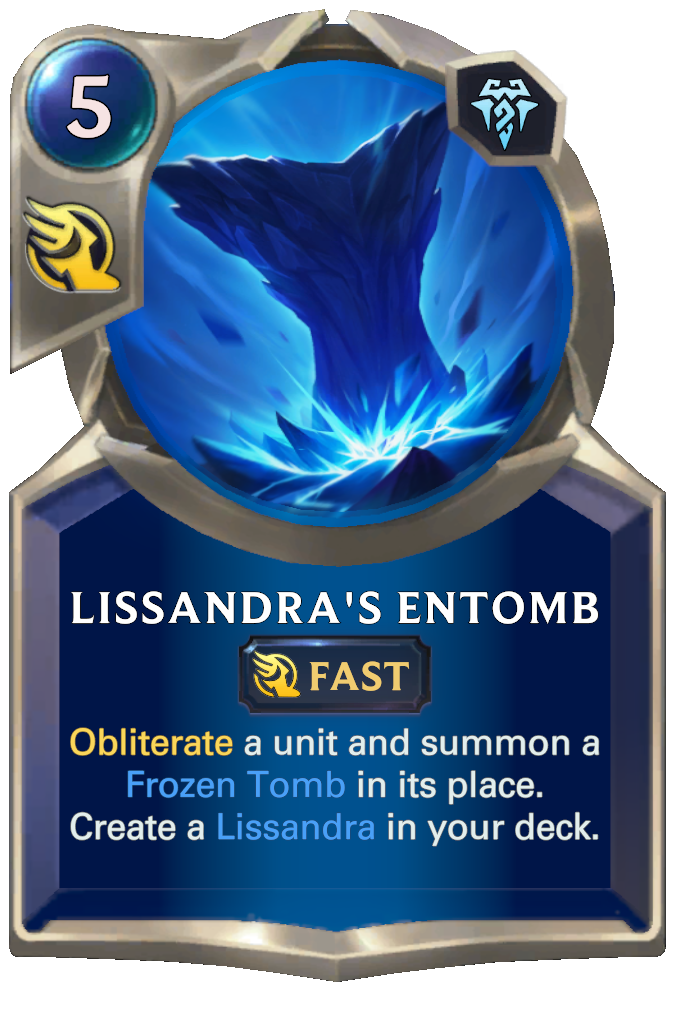 5
LISSANDRA'S ENTOMB
FAST
Obliterate a unit and summon a
Frozen Tomb in its place.
Create a Lissandra in your deck.